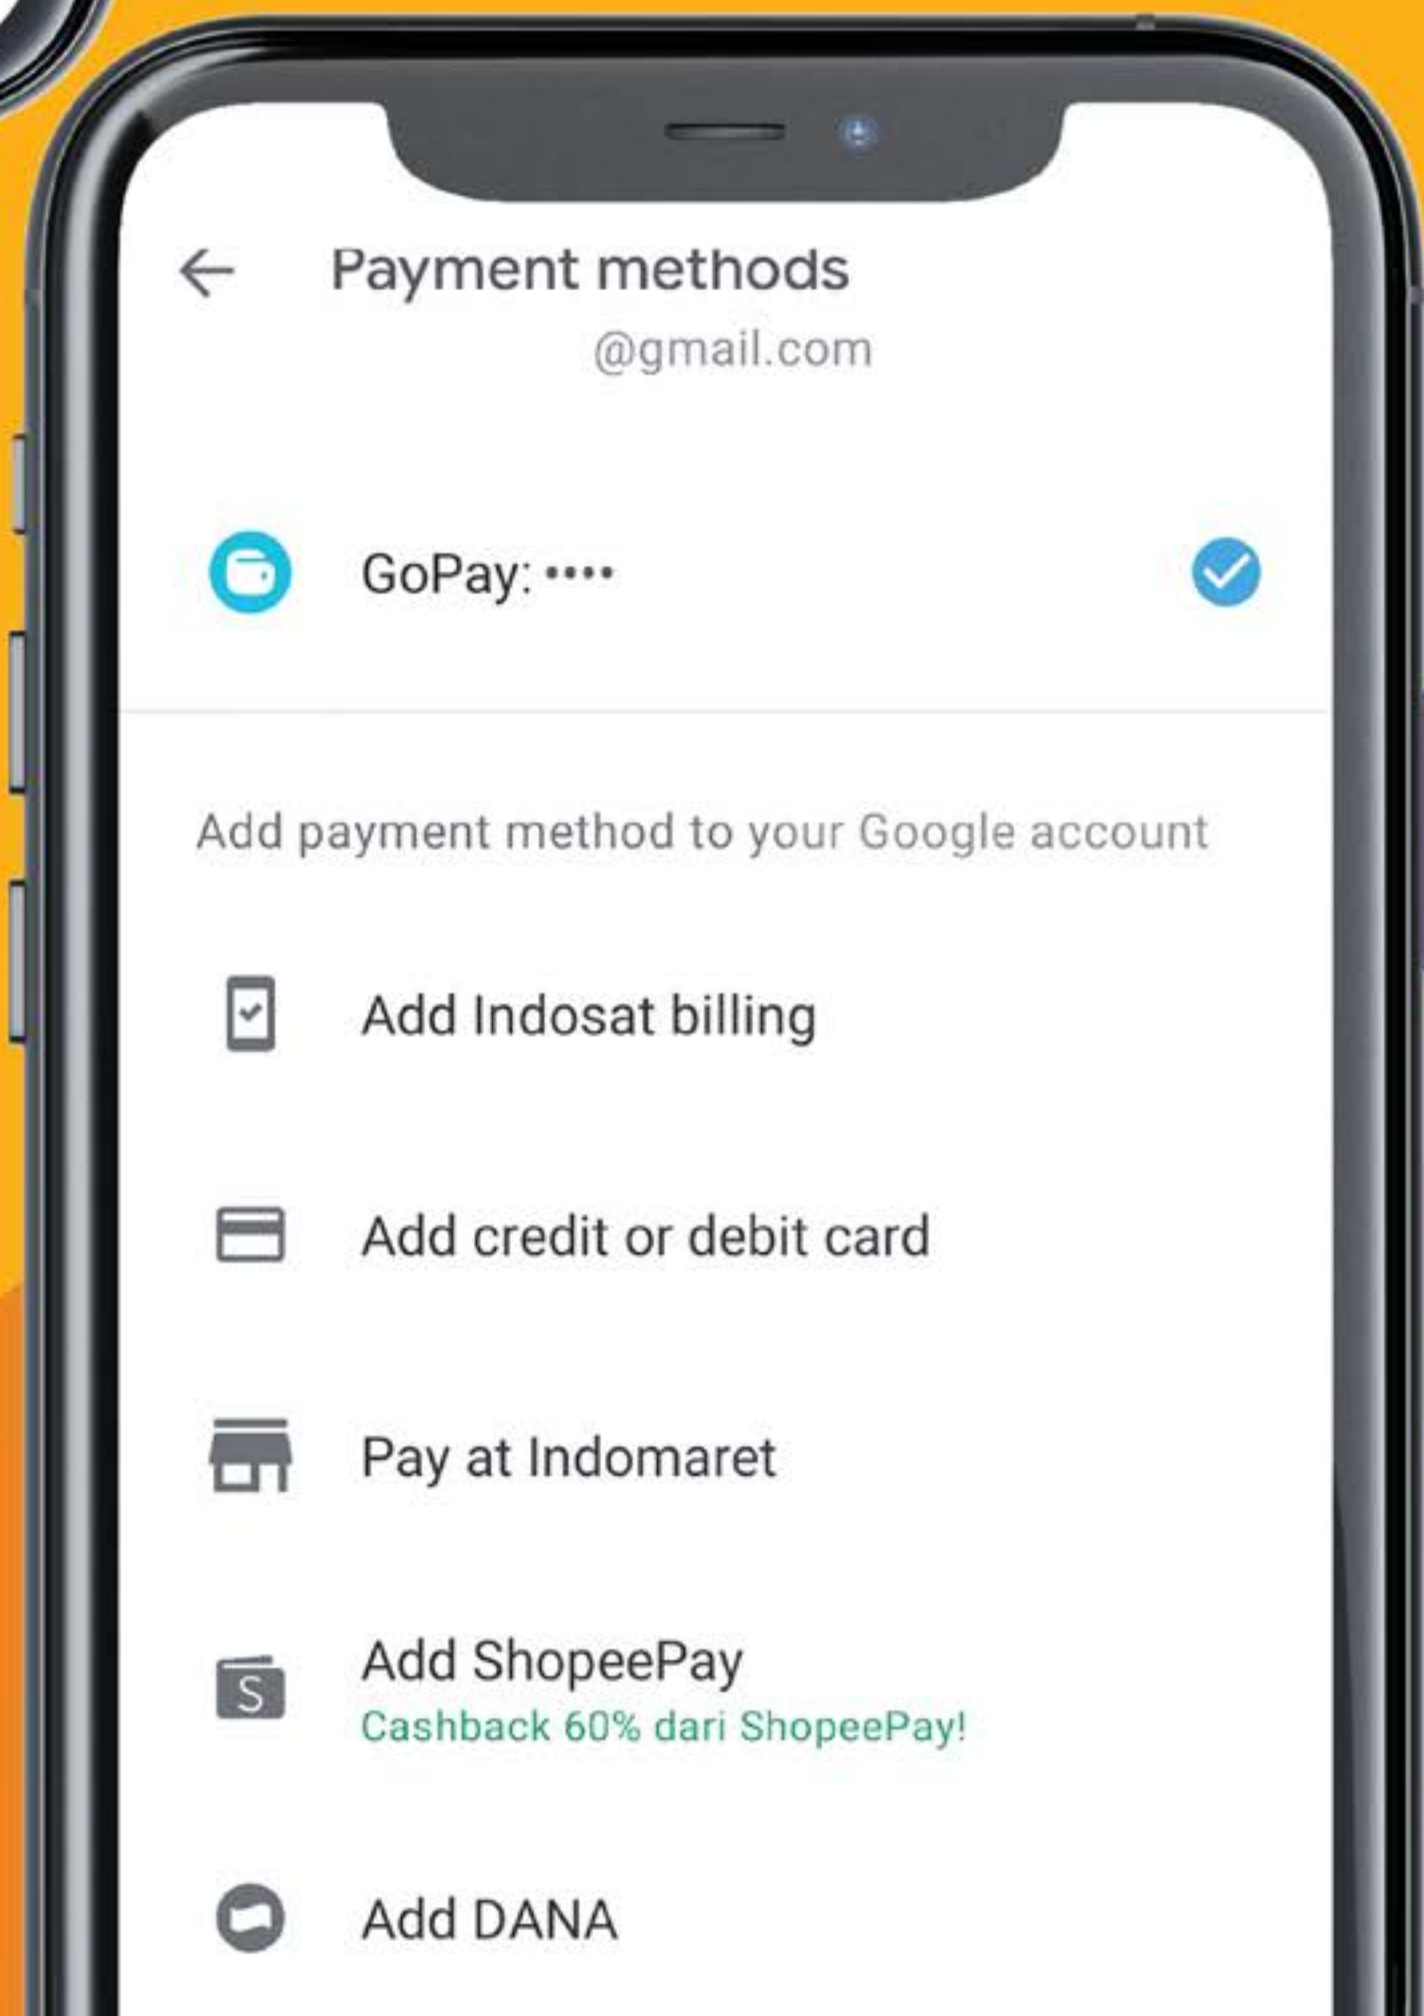 Payment methods
@gmail.com
GoPay: ••••
Add payment method to your Google account
Add Indosat billing
Add credit or debit card
Pay at Indomaret
S
Add ShopeePay
Cashback 60% dari ShopeePay!
Add DANA